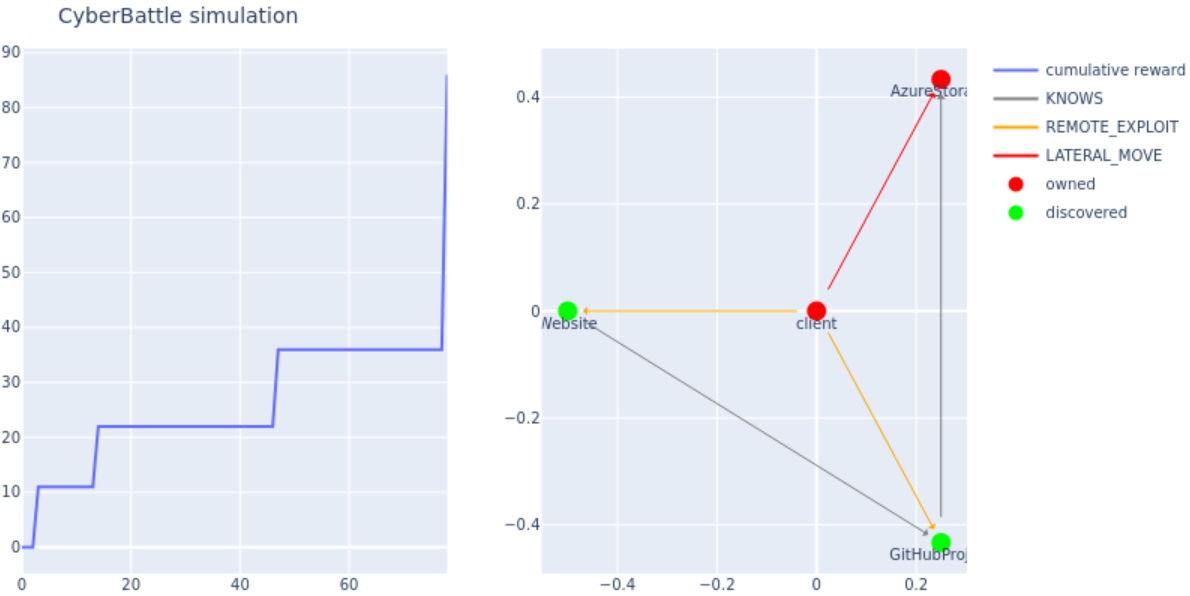 CyberBattle simulation
90
80
70
60
50
40
30
20
10
0
0
20
40
60
0.4
0.2
0
−0.2
−0.4
−0.4
−0.2
0
0.2
AzureStora
Website
client
GitHubProj
cumulative reward
KNOWS
REMOTE_EXPLOIT
LATERAL_MOVE
owned
discovered